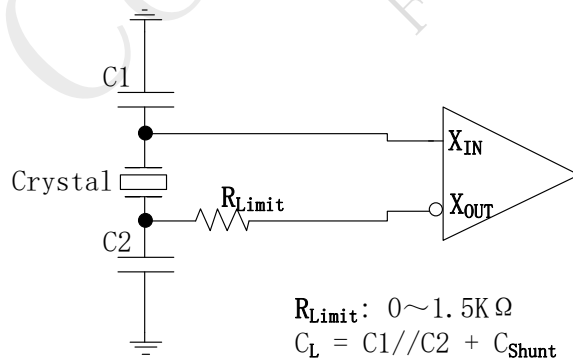 C1
X_IN
Crystal
R_Limit
X_OUT
C2
R_Limit: 0～1.5KΩ
C_L = C1//C2 + C_Shunt